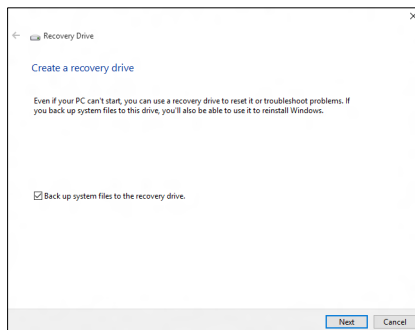 Recovery Drive
Create a recovery drive
Even if your PC can't start, you can use a recovery drive to reset it or troubleshoot problems. If
you back up system files to this drive, you'll also be able to use it to reinstall Windows.
Back up system files to the recovery drive.
Next Cancel